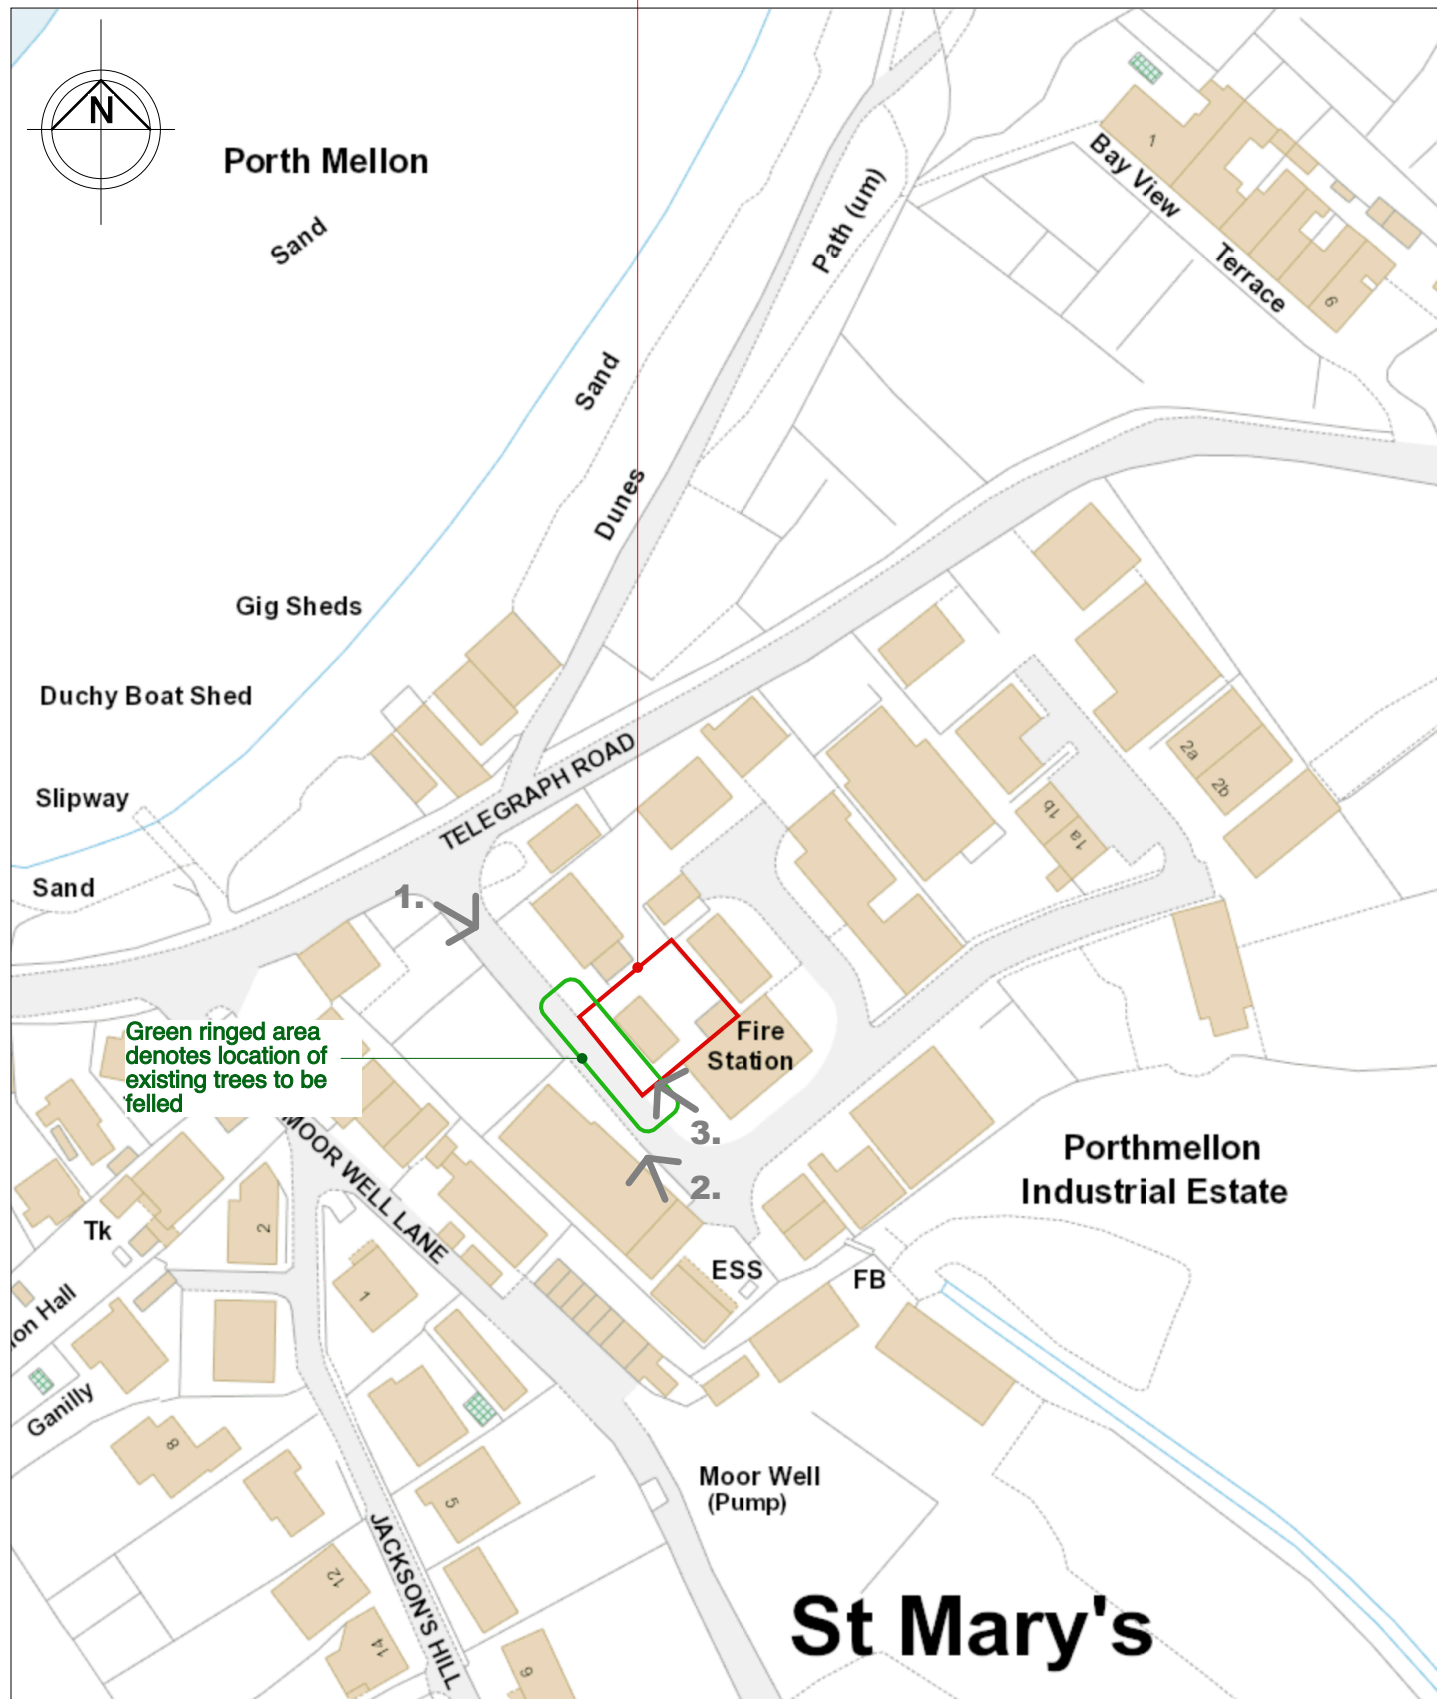 N
Porth Mellon
Sand
Path (um)
1
Bay View
Terrace
6
Sand
Dunes
Gig Sheds
Duchy Boat Shed
Slipway
Sand
TELEGRAPH ROAD
2a
2b
1b
1a
1.
Green ringed area
denotes location of
existing trees to be
felled
Fire
Station
3.
2.
Porthmellon
Industrial Estate
MOOR WELL LANE
Tk
2
1
ESS
FB
ion Hall
Ganilly
8
5
Moor Well
(Pump)
JACKSON'S HILL
12
14
9
St Mary's